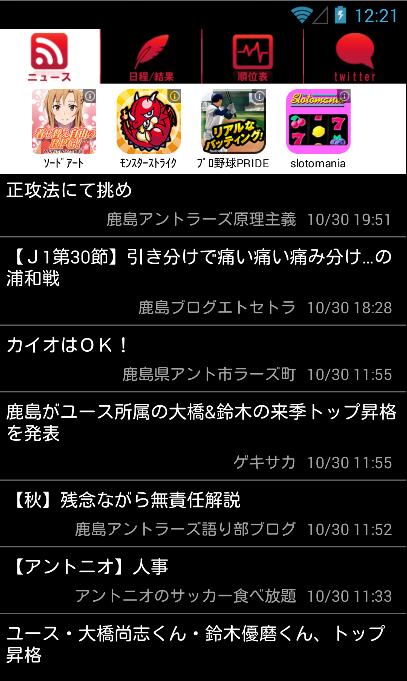 12:21
ニュース
日程/結果
順位表
twitter
リアルな
バッティング!
Slotomania
ソードアート
モンスターストライク
プロ野球PRIDE
slotomania
正攻法にて挑め
鹿島アントラーズ原理主義 10/30 19:51
【J1第30節】引き分けで痛い痛い痛み分け…の
浦和戦
鹿島ブログエトセトラ 10/30 18:28
カイオはＯＫ！
鹿島県アント市ラーズ町 10/30 11:55
鹿島がユース所属の大橋&鈴木の来季トップ昇格
を発表
ゲキサカ 10/30 11:55
【秋】残念ながら無責任解説
鹿島アントラーズ語り部ブログ 10/30 11:52
【アントニオ】人事
アントニオのサッカー食べ放題 10/30 11:33
ユース・大橋尚志くん・鈴木優磨くん、トップ
昇格